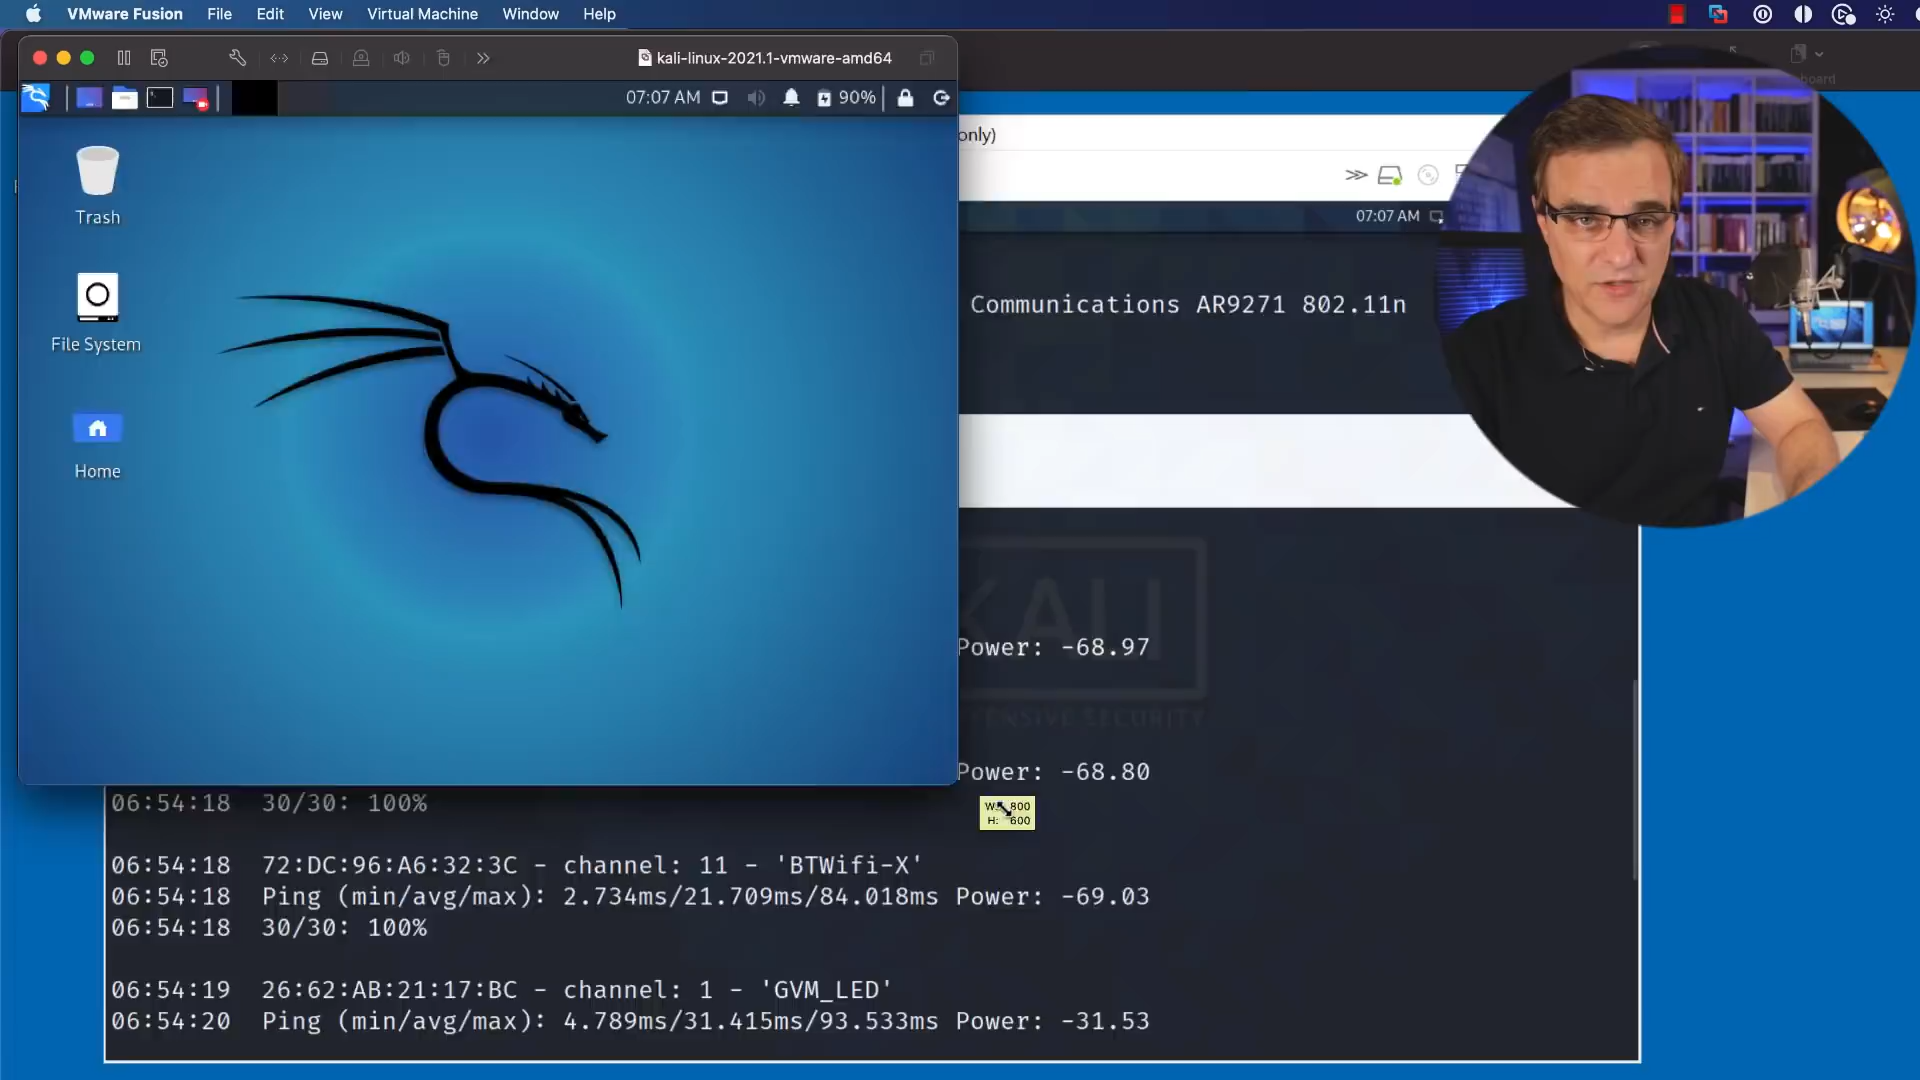 VMware Fusion File Edit View Virtual Machine Window Help
kali-linux-2021.1-vmware-amd64
07:07 AM 90%
Trash
File System
Home
only)
07:07 AM
Communications AR9271 802.11n
KALI
ENSIVE SECURITY
Power: -68.97
Power: -68.80
06:54:18 30/30: 100%
W: 800
H: 600
06:54:18 72:DC:96:A6:32:3C - channel: 11 - 'BTWifi-X'
06:54:18 Ping (min/avg/max): 2.734ms/21.709ms/84.018ms Power: -69.03
06:54:18 30/30: 100%
06:54:19 26:62:AB:21:17:BC - channel: 1 - 'GVM_LED'
06:54:20 Ping (min/avg/max): 4.789ms/31.415ms/93.533ms Power: -31.53